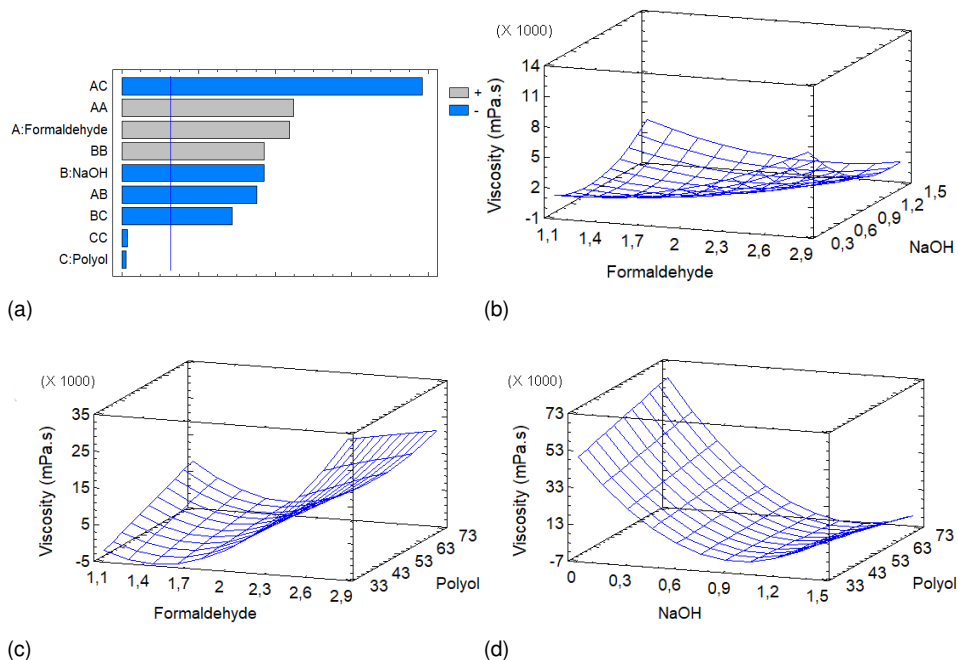 AC
AA
A:Formaldehyde
BB
B:NaOH
AB
BC
CC
C:Polyol
+
-
(a)
(X 1000)
14
11
8
5
2
-1
Viscosity (mPa.s)
1,1 1,4 1,7 2 2,3 2,6 2,9
Formaldehyde
0,3 0,6 0,9 1,2 1,5
NaOH
(b)
(X 1000)
35
25
15
5
-5
Viscosity (mPa.s)
1,1 1,4 1,7 2 2,3 2,6 2,9
Formaldehyde
33 43 53 63 73
Polyol
(c)
(X 1000)
73
53
33
13
-7
Viscosity (mPa.s)
0 0,3 0,6 0,9 1,2 1,5
NaOH
33 43 53 63 73
Polyol
(d)